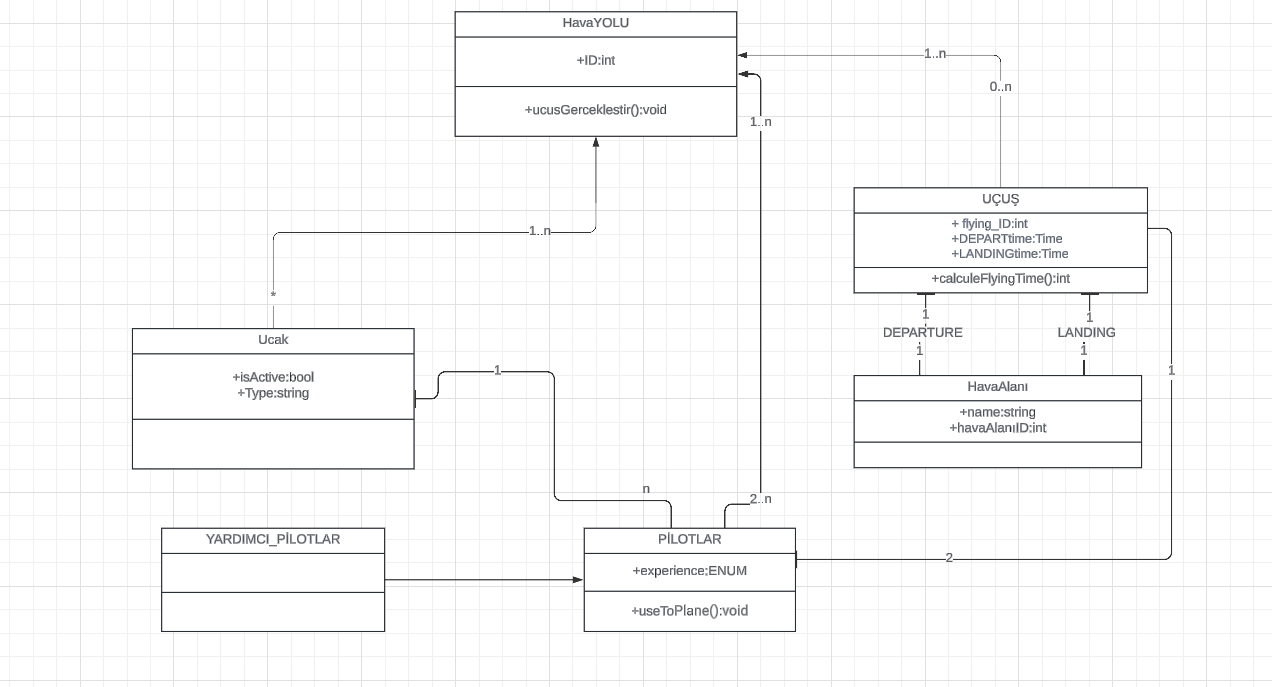 HavaYOLU
+ID:int
+ucusGerceklestir():void
1..n
0..n
1..n
1..n
*
UÇUŞ
+ flying_ID:int
+DEPARTtime:Time
+LANDINGtime:Time
+calculeFlyingTime():int
1
1
DEPARTURE
LANDING
1
1
1
HavaAlanı
+name:string
+havaAlanıID:int
Ucak
+isActive:bool
+Type:string
1
n
2..n
YARDIMCI_PİLOTLAR
PİLOTLAR
+experience;ENUM
+useToPlane():void
2